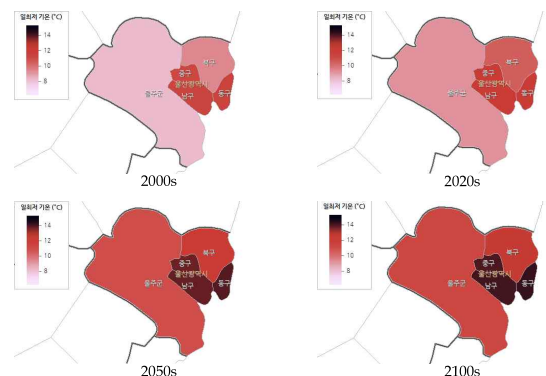 일최저 기온 (°C)
14
12
10
8
북구
중구
울산광역시
울주군
남구
동구
2000s
일최저 기온 (°C)
14
12
10
8
북구
중구
울산광역시
울주군
남구
동구
2020s
일최저 기온 (°C)
14
12
10
8
북구
중구
울산광역시
울주군
남구
동구
2050s
일최저 기온 (°C)
14
12
10
8
북구
중구
울산광역시
울주군
남구
동구
2100s